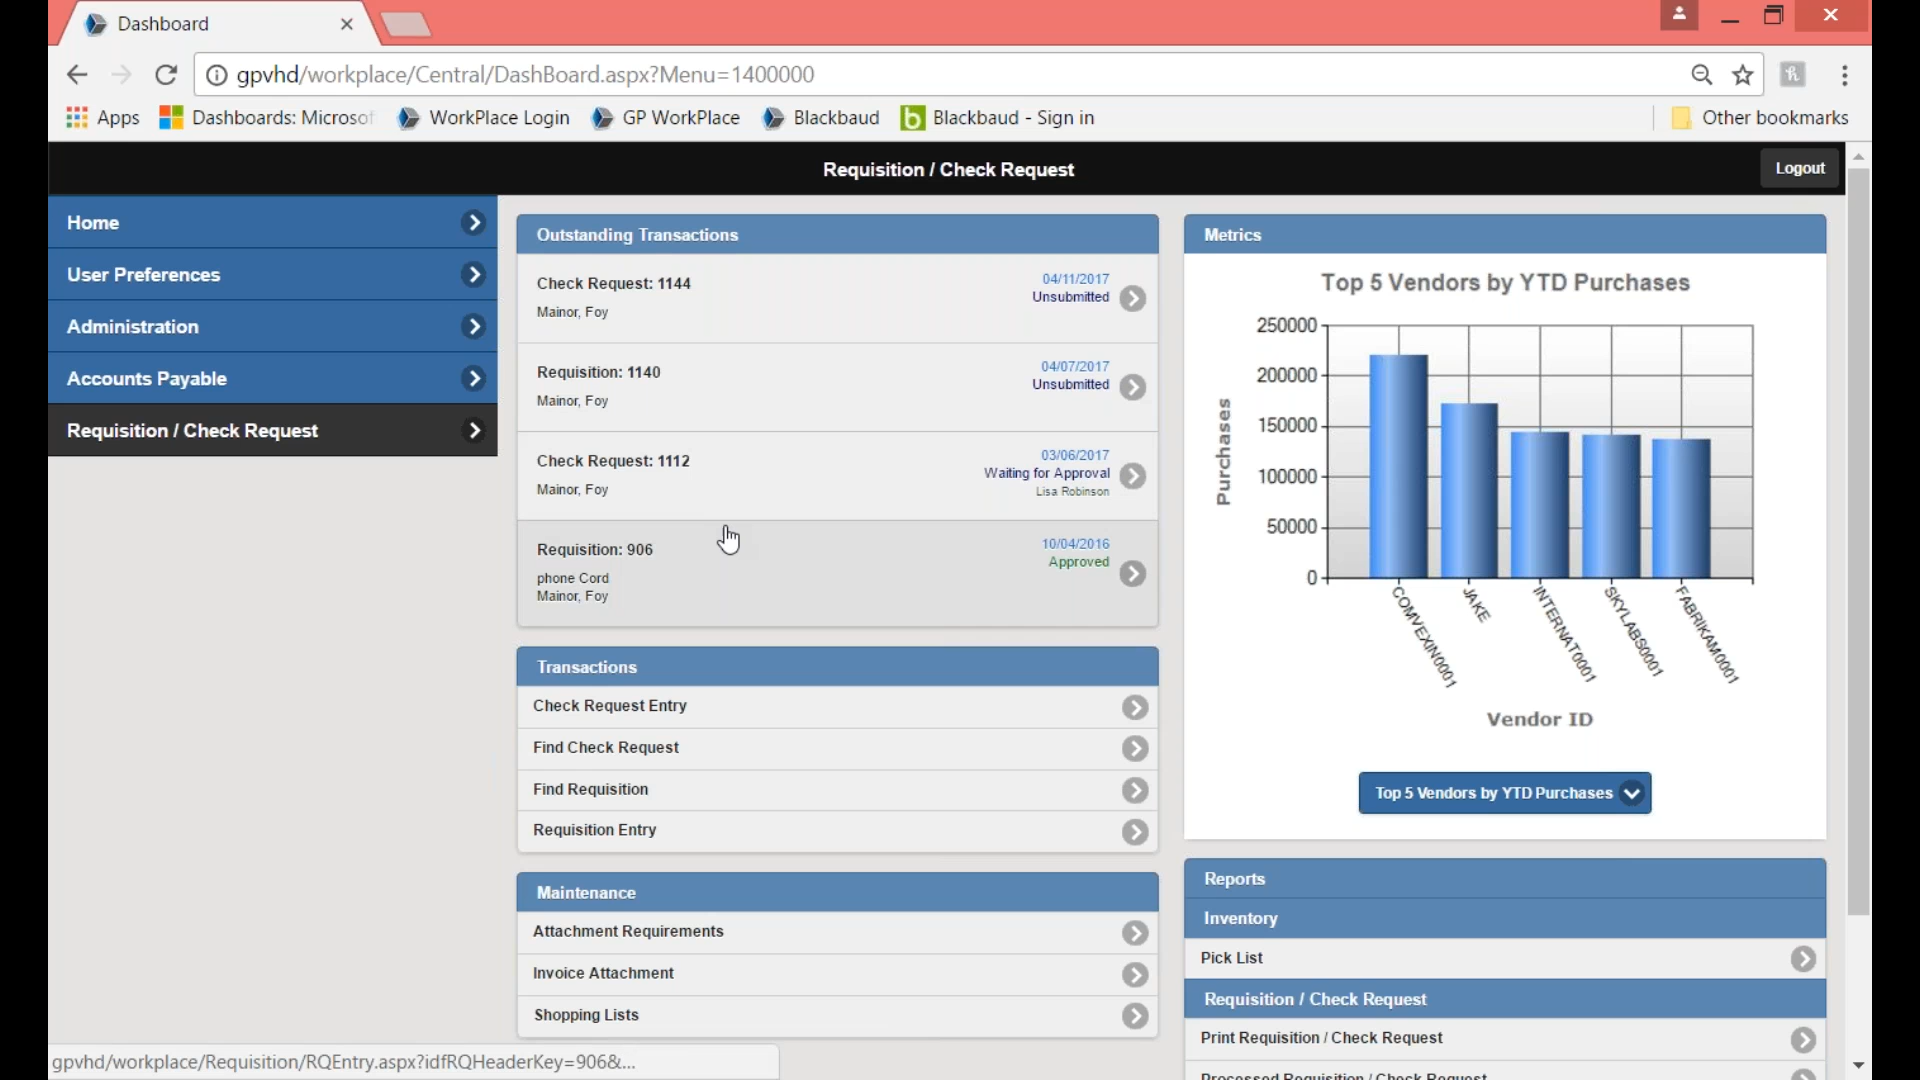 Dashboard
gpvhd/workplace/Central/DashBoard.aspx?Menu=1400000
Apps
Dashboards: Microsof
WorkPlace Login
GP WorkPlace
Blackbaud
Blackbaud - Sign in
Other bookmarks
Requisition / Check Request
Logout
Home
User Preferences
Administration
Accounts Payable
Requisition / Check Request
Outstanding Transactions
Check Request: 1144
Mainor, Foy
04/11/2017
Unsubmitted
Requisition: 1140
Mainor, Foy
04/07/2017
Unsubmitted
Check Request: 1112
Mainor, Foy
03/06/2017
Waiting for Approval
Lisa Robinson
Requisition: 906
phone Cord
Mainor, Foy
10/04/2016
Approved
Transactions
Check Request Entry
Find Check Request
Find Requisition
Requisition Entry
Maintenance
Attachment Requirements
Invoice Attachment
Shopping Lists
Metrics
Top 5 Vendors by YTD Purchases
250000
200000
150000
100000
50000
0
Purchases
COMVEXIN0001
JAKE
INTERNAT0001
SKYLABS0001
FABRIKAM0001
Vendor ID
Top 5 Vendors by YTD Purchases
Reports
Inventory
Pick List
Requisition / Check Request
Print Requisition / Check Request
Processed Requisition / Check Request
gpvhd/workplace/Requisition/RQEntry.aspx?idfRQHeaderKey=906&...